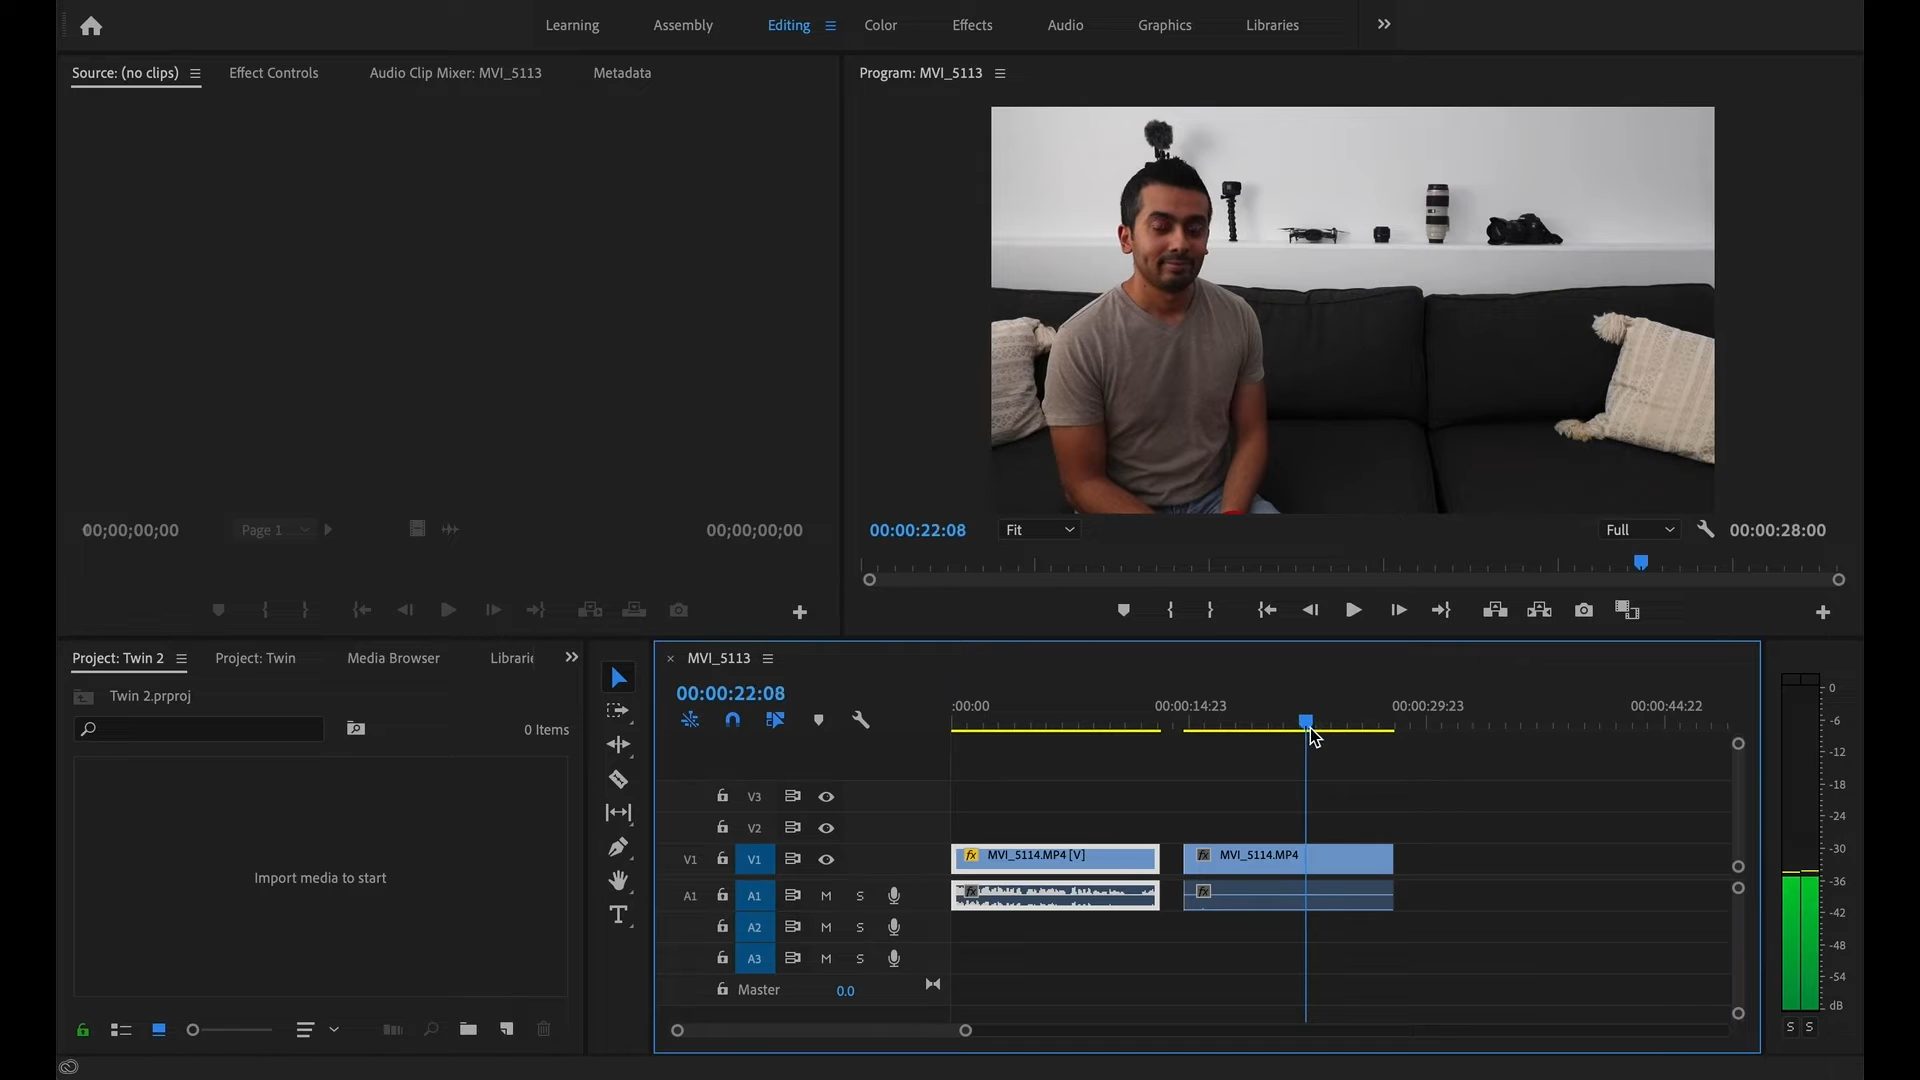 Learning Assembly Editing Color Effects Audio Graphics Libraries
Source: (no clips) Effect Controls Audio Clip Mixer: MVI_5113 Metadata
Program: MVI_5113
00;00;00;00 Page 1 00;00;00;00
00:00:22:08 Fit Full 00:00:28:00
Project: Twin 2 Project: Twin Media Browser Librarie
Twin 2.prproj
0 Items
Import media to start
MVI_5113
00:00:22:08
:00:00 00:00:14:23 00:00:29:23 00:00:44:22
V3
V2
V1 V1 MVI_5114.MP4 [V] MVI_5114.MP4
fx fx
A1 A1 M S
fx fx
A2 M S
A3 M S
Master 0.0
0
-6
-12
-18
-24
-30
-36
-42
-48
-54
dB
S S